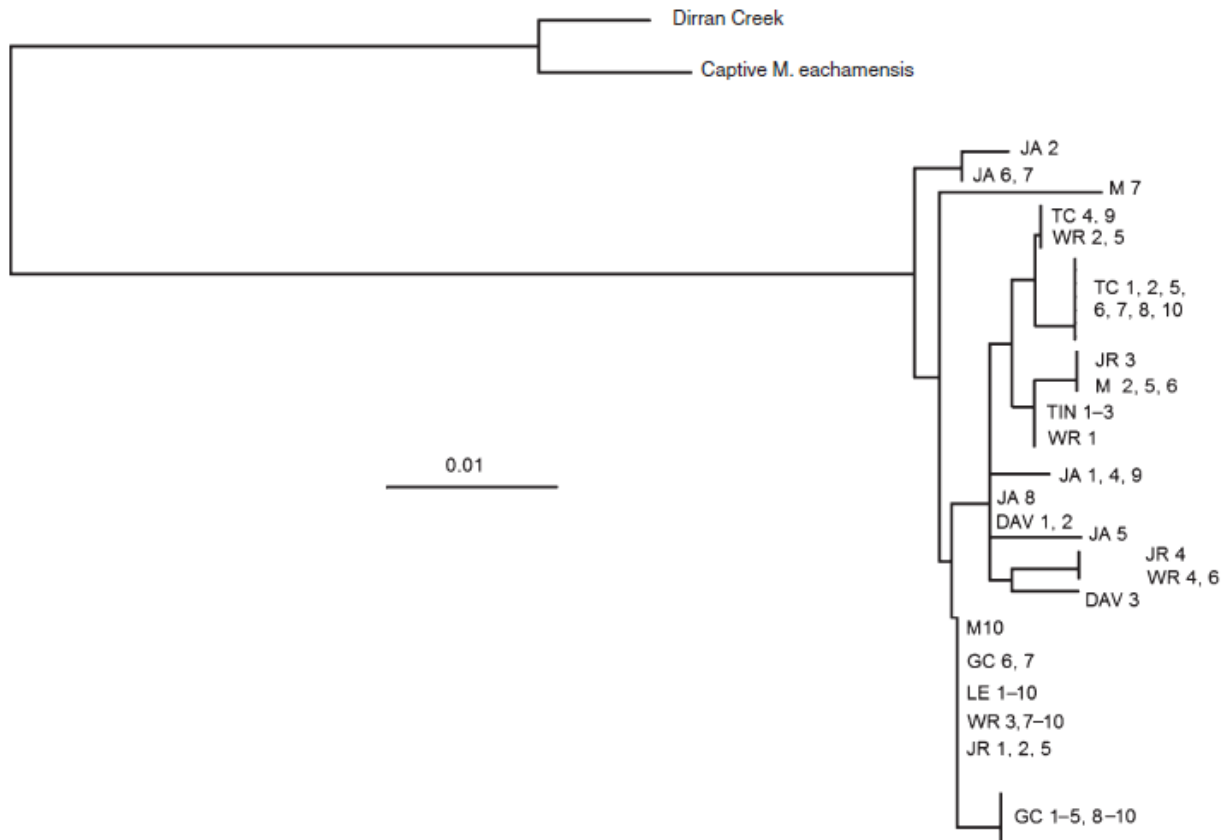 Dirran Creek
Captive M. eachamensis
JA 2
JA 6, 7
M 7
TC 4, 9
WR 2, 5
TC 1, 2, 5,
6, 7, 8, 10
JR 3
M 2, 5, 6
TIN 1–3
WR 1
0.01
JA 1, 4, 9
JA 8
DAV 1, 2
JA 5
JR 4
WR 4, 6
DAV 3
M10
GC 6, 7
LE 1–10
WR 3,7–10
JR 1, 2, 5
GC 1–5, 8–10